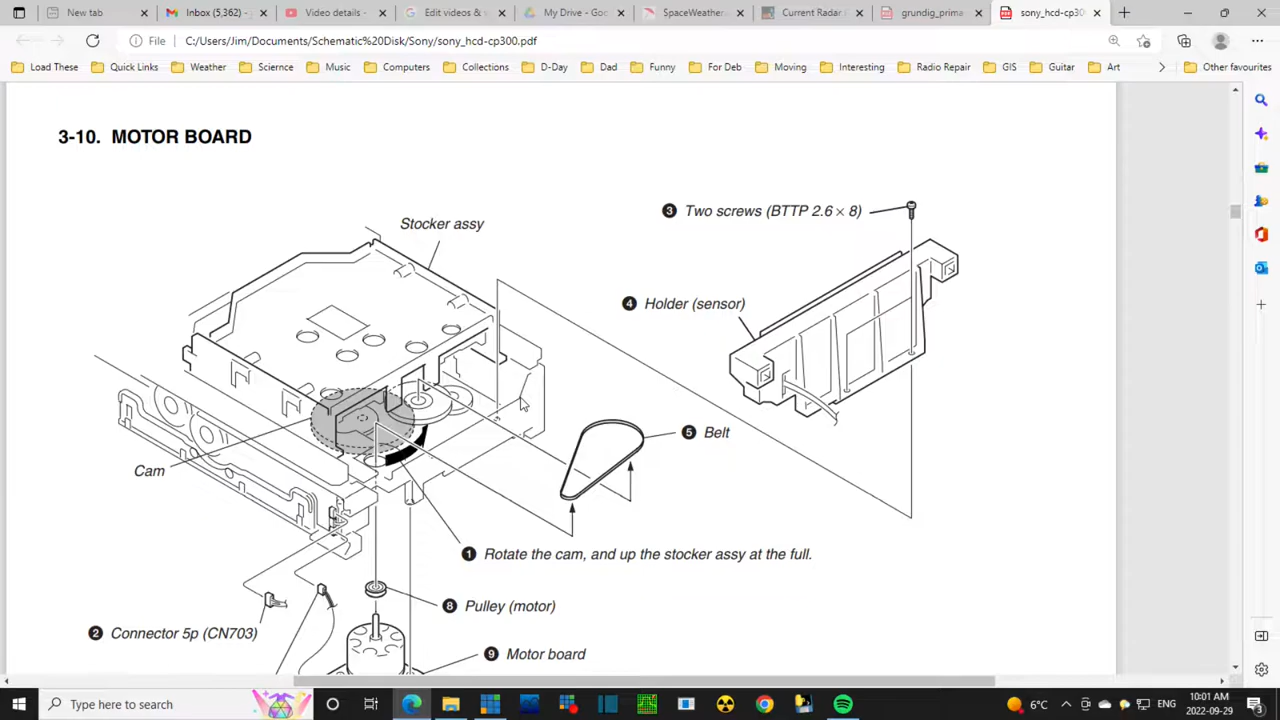 New tab
Inbox (5,362) - g
Video details -
Edit videos & s
My Drive - Goo
SpaceWeather
Current Radar
grundig_prima
sony_hcd-cp300
File
C:/Users/Jim/Documents/Schematic%20Disk/Sony/sony_hcd-cp300.pdf
Load These
Quick Links
Weather
Sciernce
Music
Computers
Collections
D-Day
Dad
Funny
For Deb
Moving
Interesting
Radio Repair
GIS
Guitar
Art
Other favourites
3-10. MOTOR BOARD
Stocker assy
3 Two screws (BTTP 2.6 × 8)
4 Holder (sensor)
5 Belt
Cam
1 Rotate the cam, and up the stocker assy at the full.
8 Pulley (motor)
2 Connector 5p (CN703)
9 Motor board
Type here to search
6°C
ENG
10:01 AM
2022-09-29
3